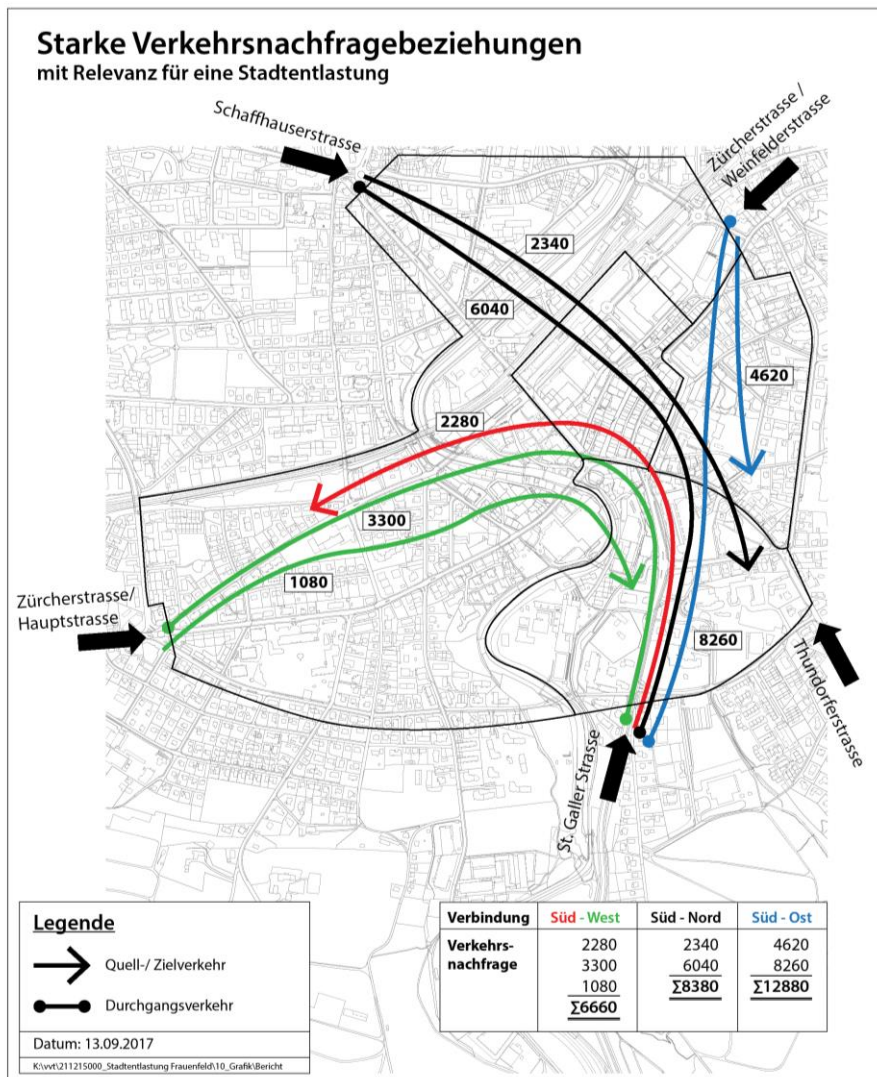 Starke Verkehrsnachfragebeziehungen
mit Relevanz für eine Stadtentlastung
Schaffhauserstrasse
Zürcherstrasse /
Weinfelderstrasse
2340
6040
4620
2280
3300
1080
Zürcherstrasse/
Hauptstrasse
8260
Thundorferstrasse
St. Galler Strasse
Legende
Quell-/ Zielverkehr
Durchgangsverkehr
Datum: 13.09.2017
K:\vvt\211215000_Stadtentlastung Frauenfeld\10_Grafik\Bericht
Verbindung Süd - West Süd - Nord Süd - Ost
Verkehrs- 2280 2340 4620
nachfrage 3300 6040 8260
1080 Σ8380 Σ12880
Σ6660